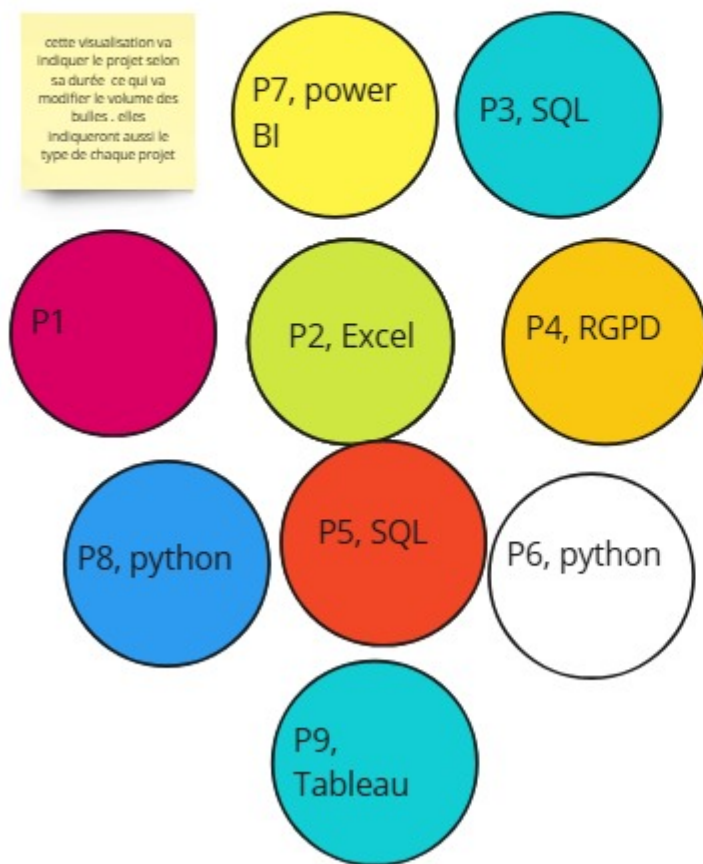 cette visualisation va
indiquer le projet selon
sa durée ce qui va
modifier le volume des
bulles . elles
indiqueront aussi le
type de chaque projet
P7, power
BI
P3, SQL
P1
P2, Excel
P4, RGPD
P8, python
P5, SQL
P6, python
P9,
Tableau